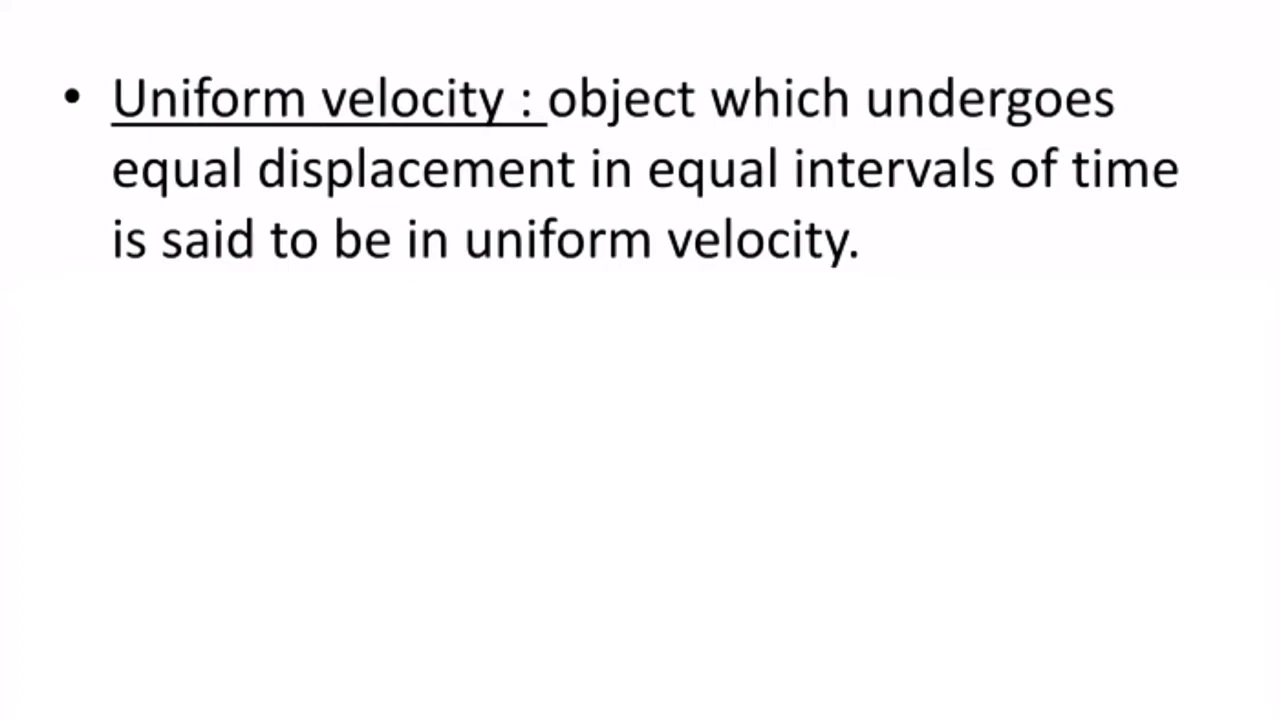 • Uniform velocity : object which undergoes
equal displacement in equal intervals of time
is said to be in uniform velocity.